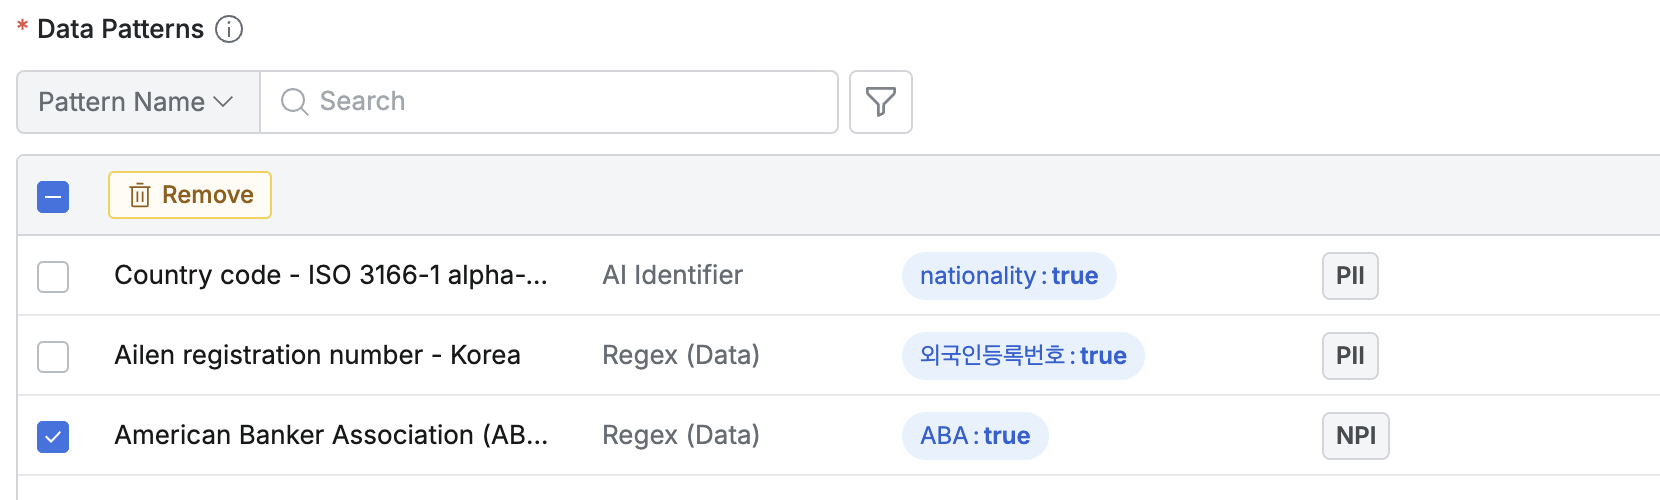 * Data Patterns
Pattern Name Search
Remove
Country code - ISO 3166-1 alpha-... AI Identifier nationality : true PII
Ailen registration number - Korea Regex (Data) 외국인등록번호 : true PII
American Banker Association (AB... Regex (Data) ABA : true NPI